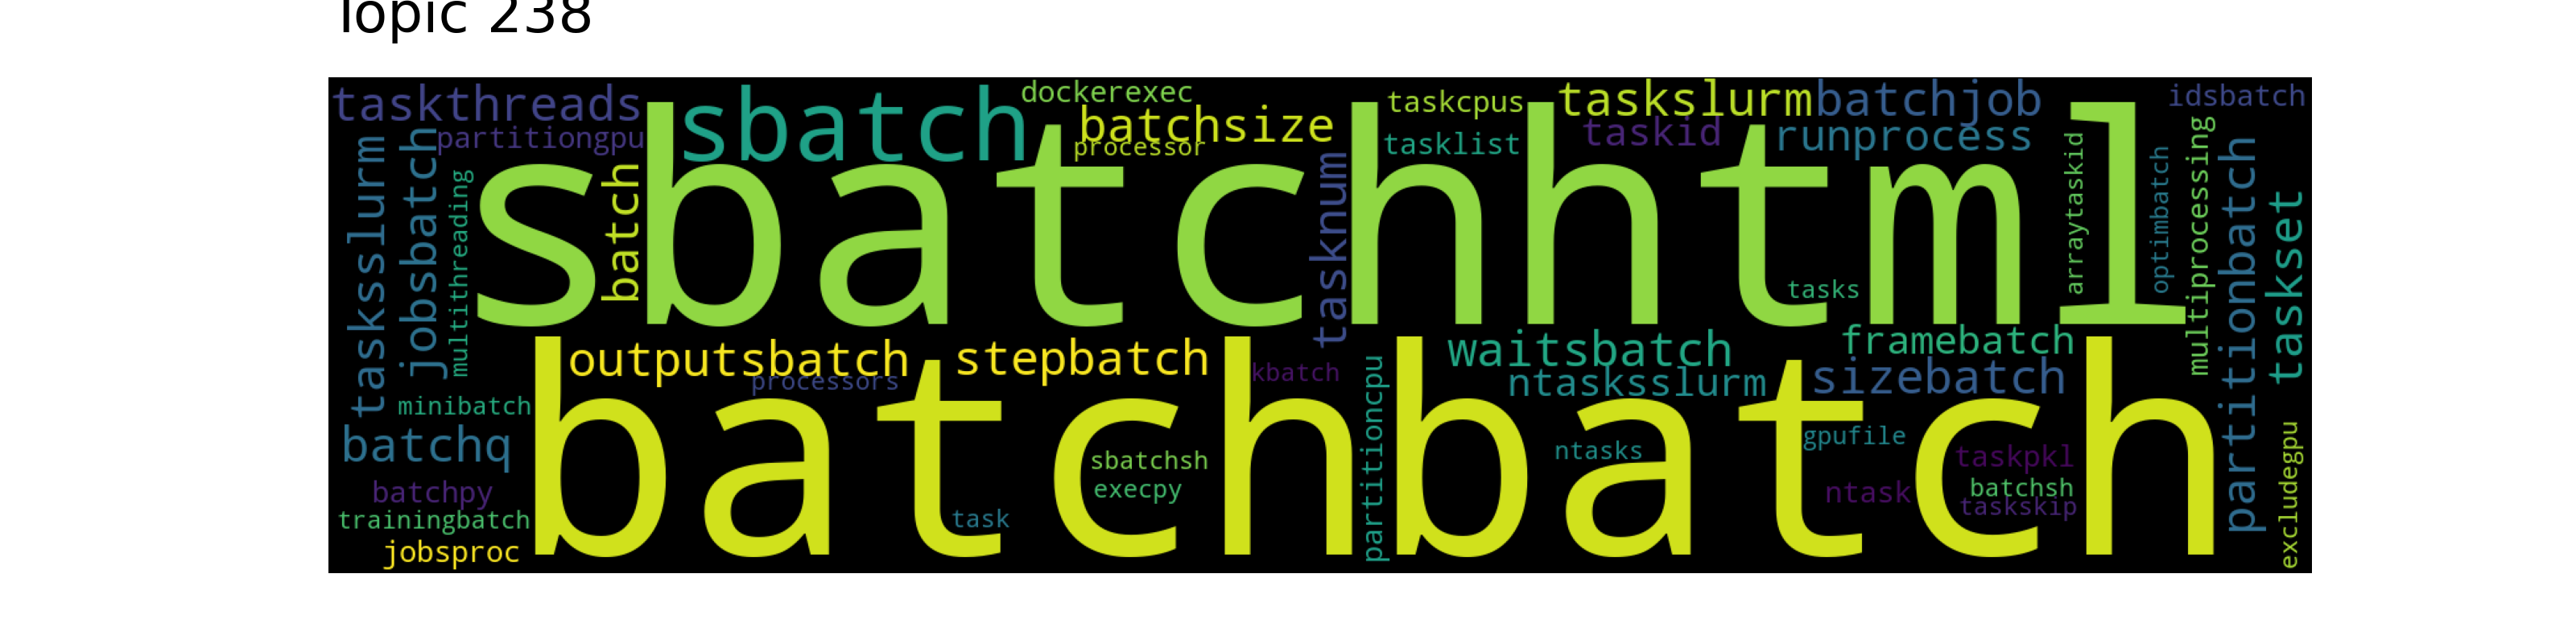 Topic 238
taskthreads
sbatch
dockerexec
taskcpus
taskslurm
batchjob
idsbatch
partitiongpu
batchsize
processor
tasklist
taskid
runprocess
sbatchhtml
tasksslurm
jobsbatch
multithreading
batch
tasknum
tasks
arraytaskid
optimbatch
multiprocessing
partitionbatch
taskset
outputsbatch
stepbatch
waitsbatch
framebatch
processors
kbatch
ntasksslurm
sizebatch
batchbatch
minibatch
batchq
partitioncpu
sbatchsh
ntasks
gpufile
taskpkl
batchpy
execpy
ntask
batchsh
taskskip
trainingbatch
task
jobsproc
excludegpu